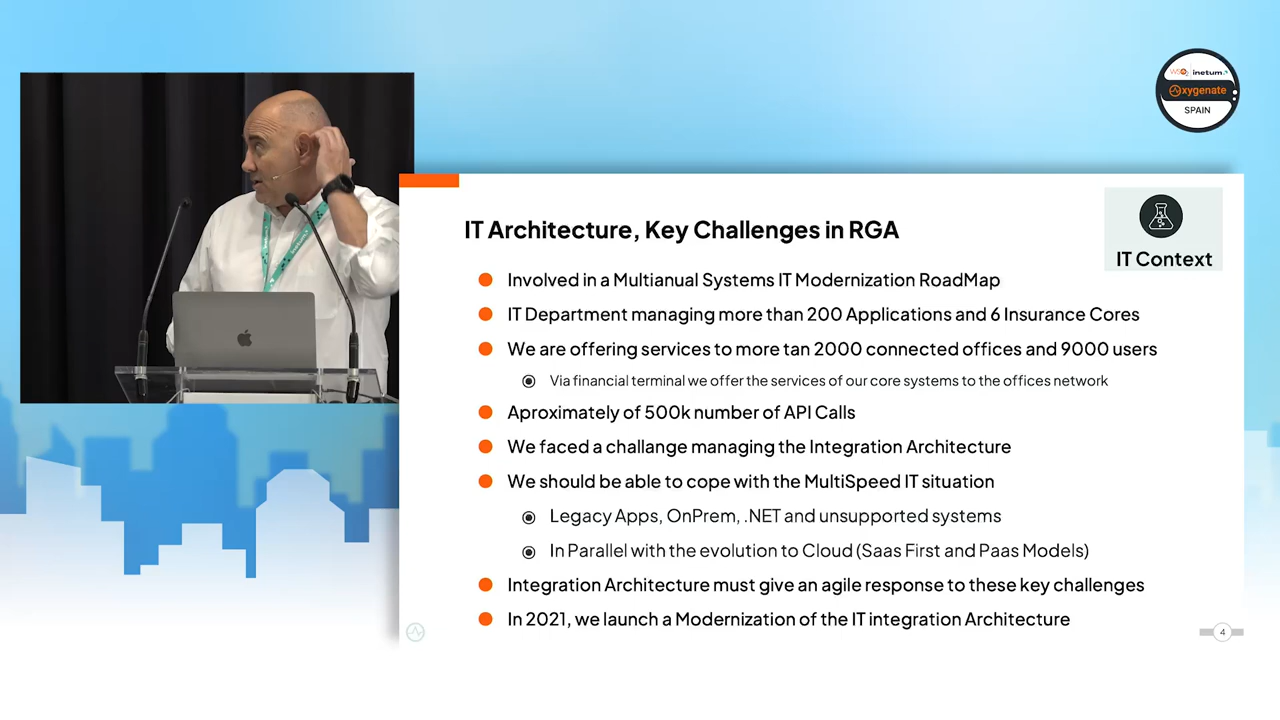 WSO2 inetum.
Oxygenate
SPAIN
IT Architecture, Key Challenges in RGA
IT Context
Involved in a Multianual Systems IT Modernization RoadMap
IT Department managing more than 200 Applications and 6 Insurance Cores
We are offering services to more tan 2000 connected offices and 9000 users
Via financial terminal we offer the services of our core systems to the offices network
Aproximately of 500k number of API Calls
We faced a challange managing the Integration Architecture
We should be able to cope with the MultiSpeed IT situation
Legacy Apps, OnPrem, .NET and unsupported systems
In Parallel with the evolution to Cloud (Saas First and Paas Models)
Integration Architecture must give an agile response to these key challenges
In 2021, we launch a Modernization of the IT integration Architecture
4
inetum